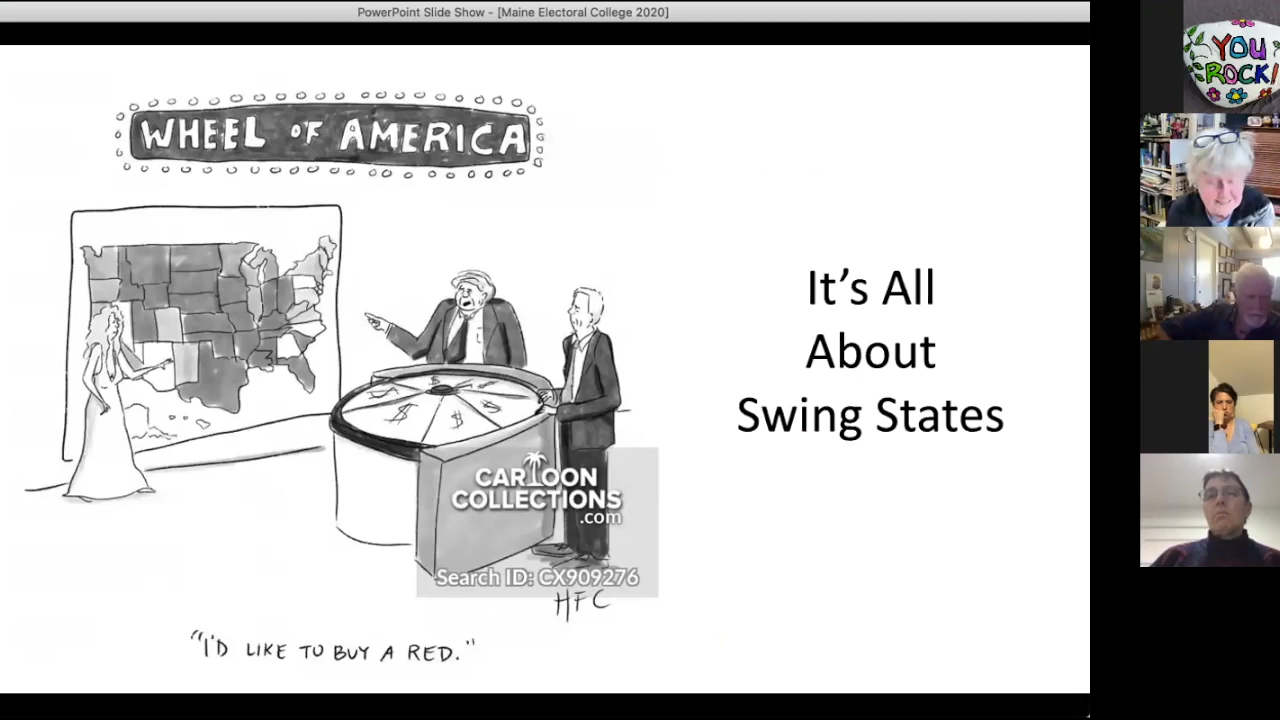 PowerPoint Slide Show - [Maine Electoral College 2020]
WHEEL OF AMERICA
$ $ $
It's All
About
Swing States
CARTOON
COLLECTIONS
.com
Search ID: CX909276
HFC
"I'D LIKE TO BUY A RED."
YOU
ROCK!